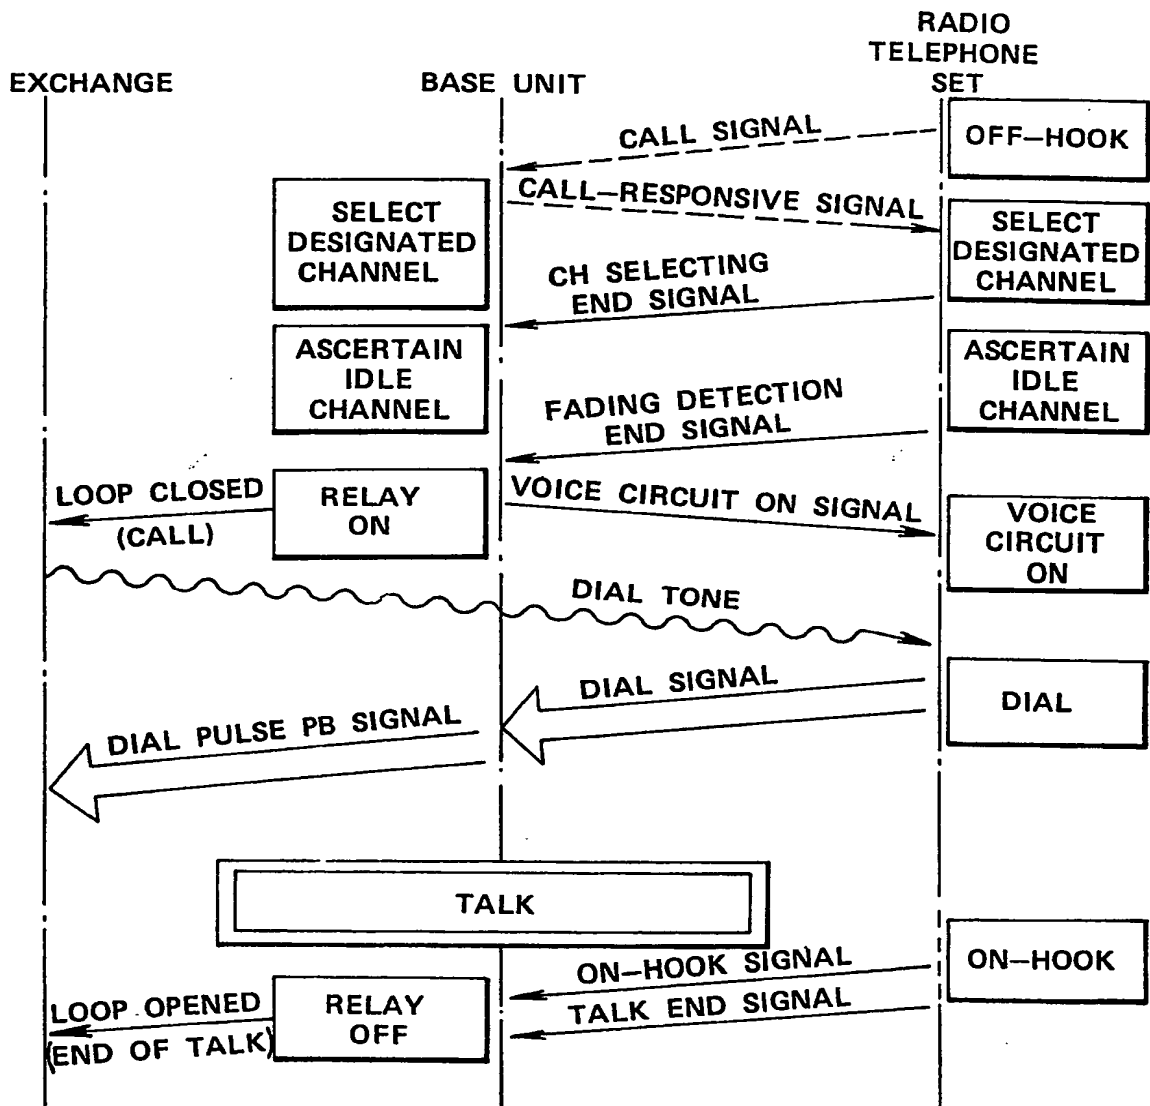 RADIO
TELEPHONE
SET
EXCHANGE
BASE UNIT
CALL SIGNAL
OFF–HOOK
CALL–RESPONSIVE SIGNAL
SELECT
DESIGNATED
CHANNEL
SELECT
DESIGNATED
CHANNEL
CH SELECTING
END SIGNAL
ASCERTAIN
IDLE
CHANNEL
ASCERTAIN
IDLE
CHANNEL
FADING DETECTION
END SIGNAL
LOOP CLOSED
(CALL)
RELAY
ON
VOICE CIRCUIT ON SIGNAL
VOICE
CIRCUIT
ON
DIAL TONE
DIAL SIGNAL
DIAL
DIAL PULSE PB SIGNAL
TALK
ON–HOOK SIGNAL
ON–HOOK
TALK END SIGNAL
LOOP OPENED
(END OF TALK)
RELAY
OFF